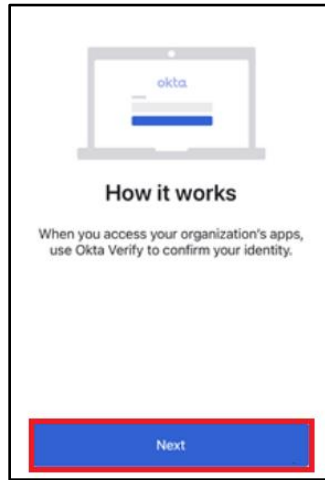 okta
How it works
When you access your organization's apps,
use Okta Verify to confirm your identity.
Next